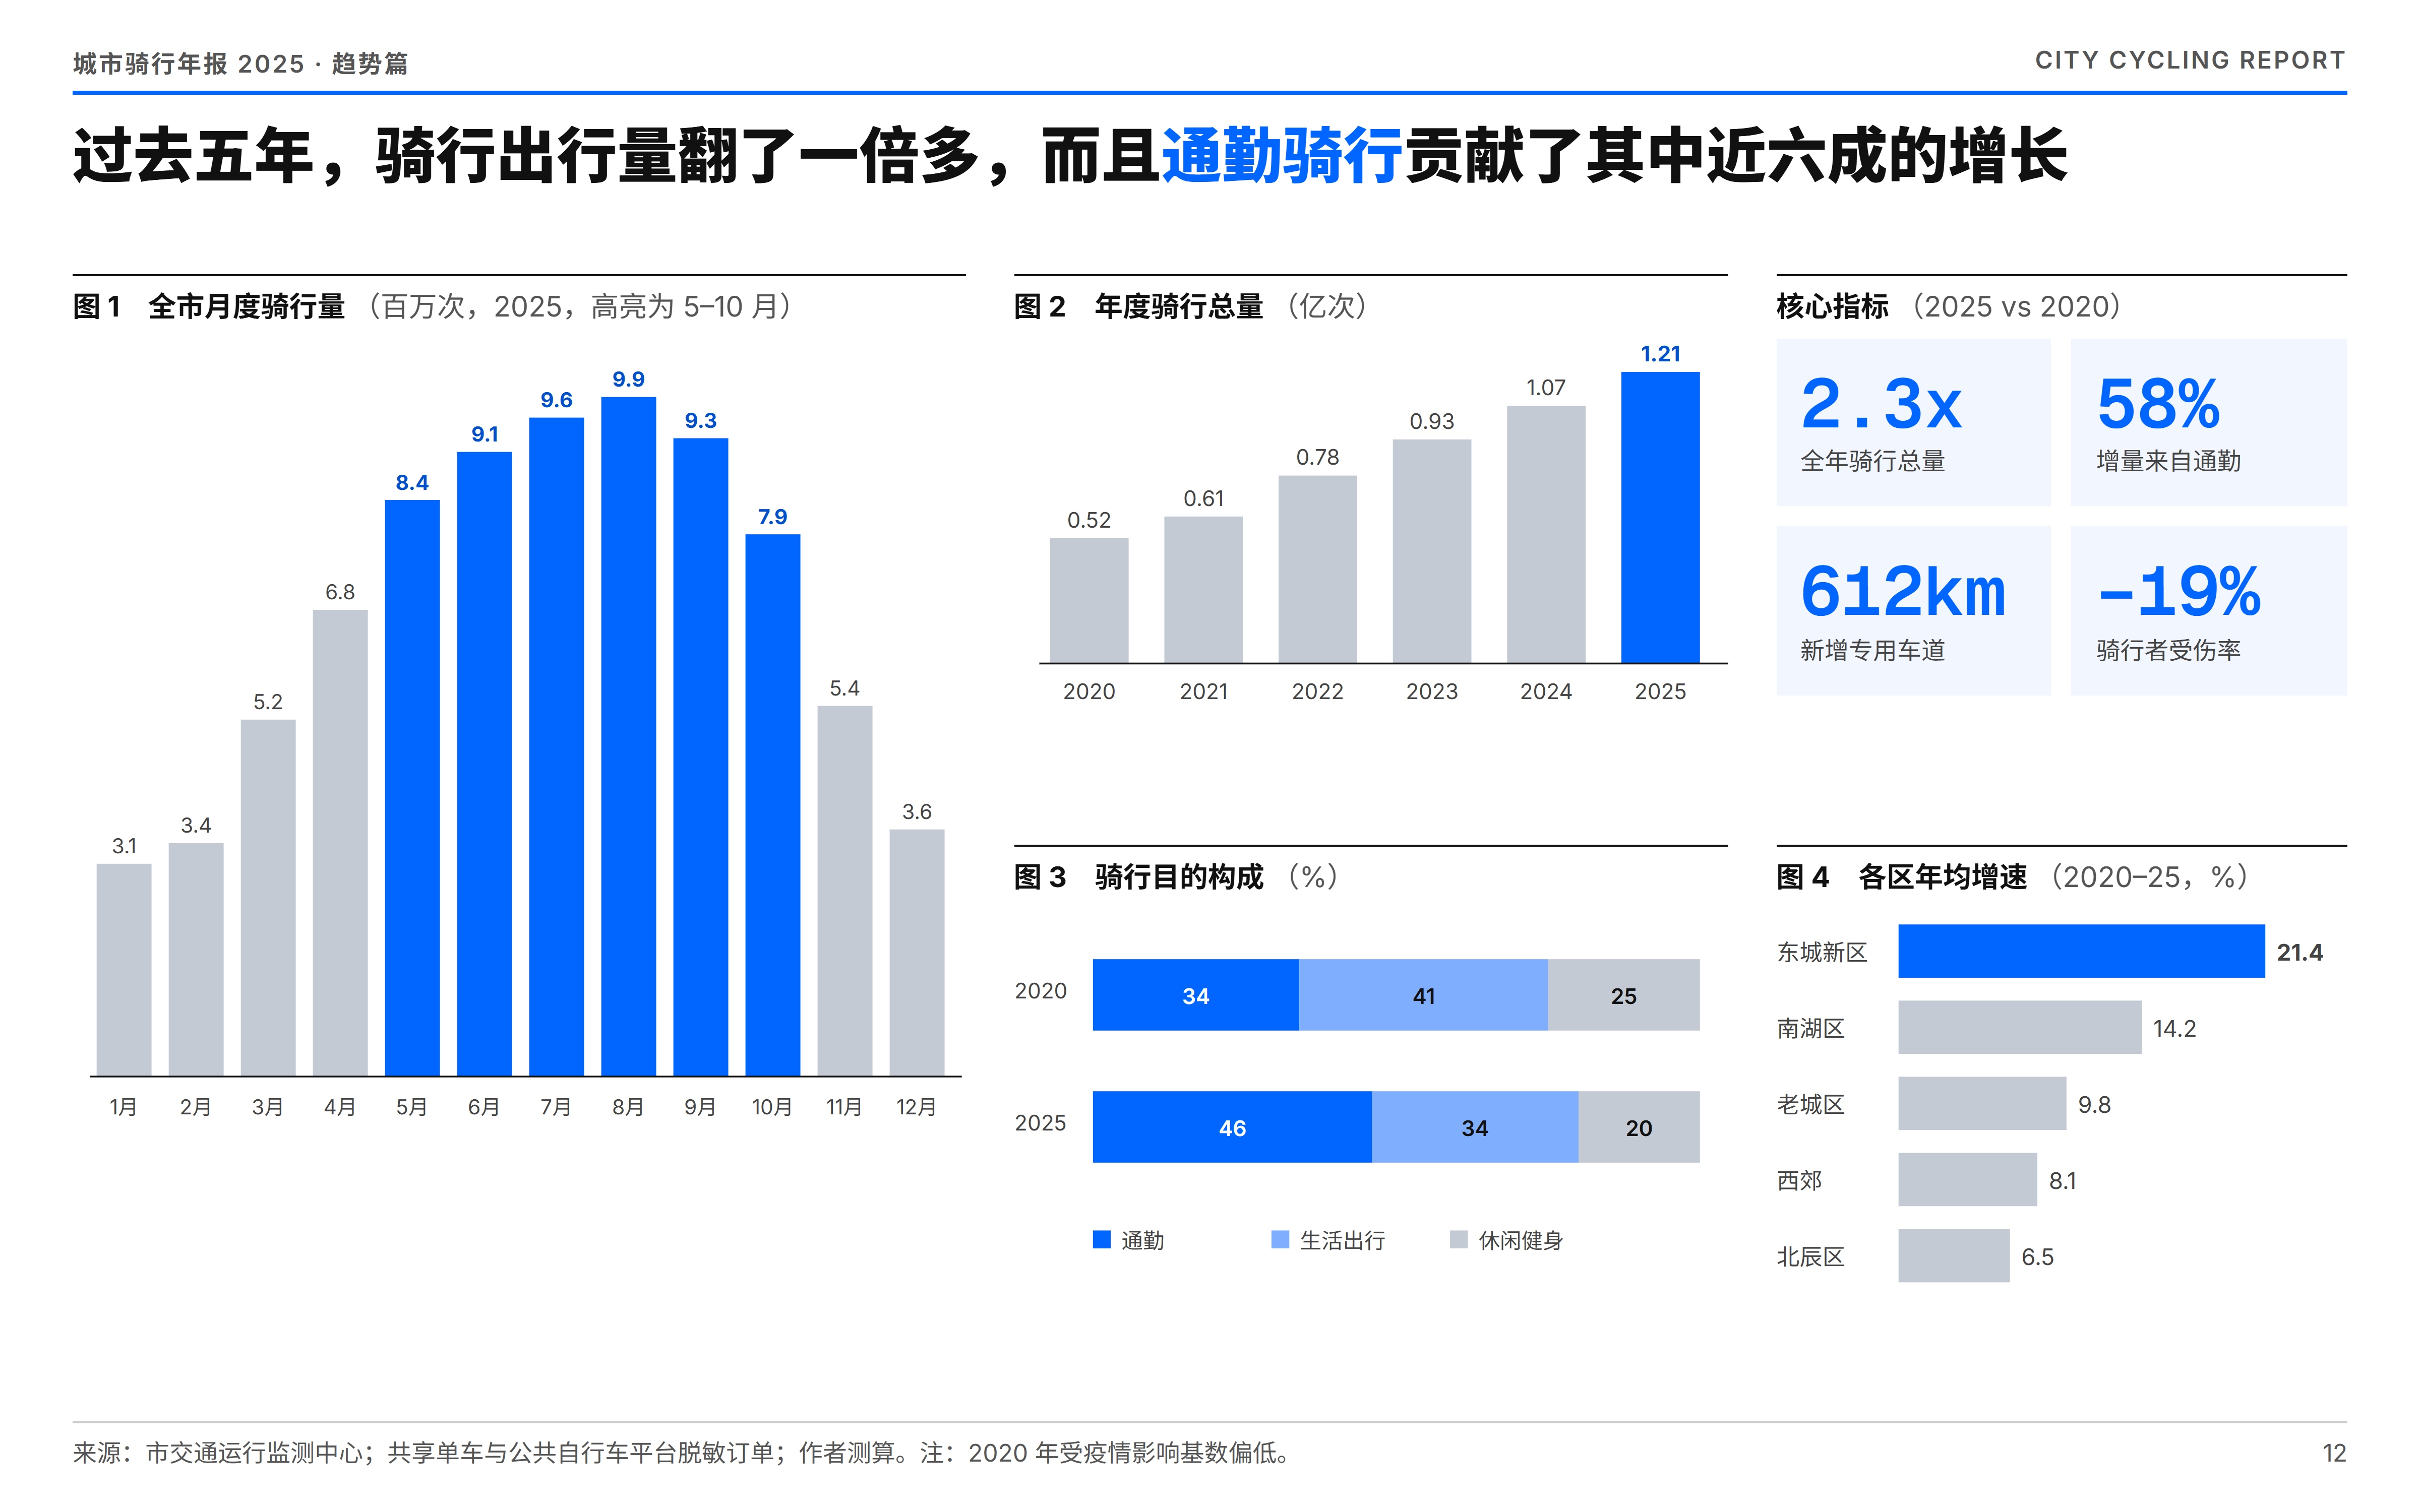 城市骑行年报 2025 · 趋势篇
CITY CYCLING REPORT
过去五年，骑行出行量翻了一倍多，而且通勤骑行贡献了其中近六成的增长
图 1 全市月度骑行量 （百万次，2025，高亮为 5–10 月）
3.1
3.4
5.2
6.8
8.4
9.1
9.6
9.9
9.3
7.9
5.4
3.6
1月 2月 3月 4月 5月 6月 7月 8月 9月 10月 11月 12月
图 2 年度骑行总量 （亿次）
0.52
0.61
0.78
0.93
1.07
1.21
2020 2021 2022 2023 2024 2025
核心指标 （2025 vs 2020）
2.3x
全年骑行总量
58%
增量来自通勤
612km
新增专用车道
−19%
骑行者受伤率
图 3 骑行目的构成 （%）
2020 34 41 25
2025 46 34 20
通勤 生活出行 休闲健身
图 4 各区年均增速 （2020–25，%）
东城新区 21.4
南湖区 14.2
老城区 9.8
西郊 8.1
北辰区 6.5
来源：市交通运行监测中心；共享单车与公共自行车平台脱敏订单；作者测算。注：2020 年受疫情影响基数偏低。
12